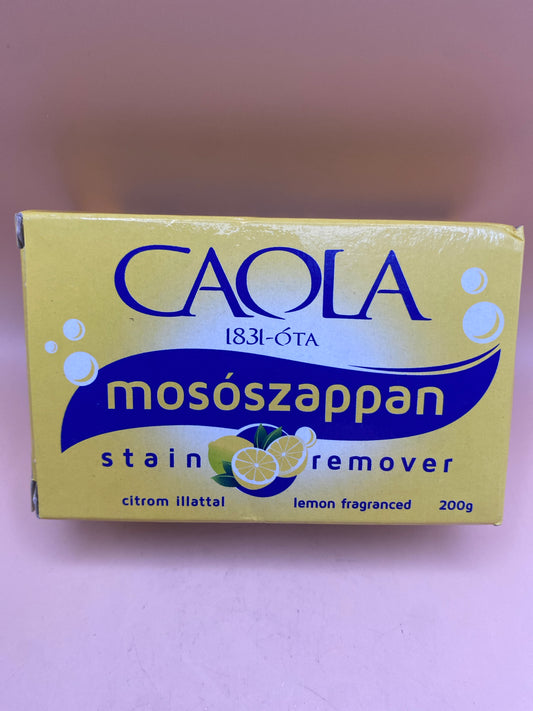 CAOLA
1831-ÓTA
mosószappan
stain remover
citrom illattal lemon fragranced 200g